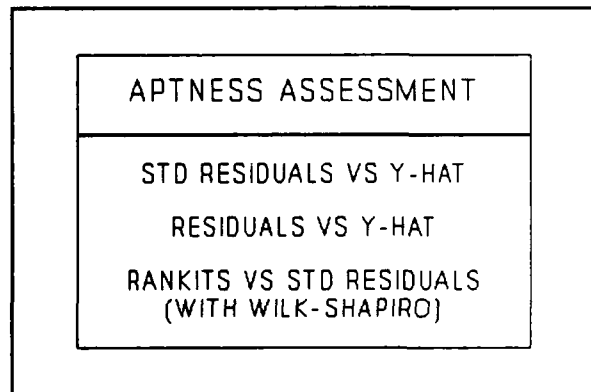 APTNESS ASSESSMENT
STD RESIDUALS VS Y-HAT
RESIDUALS VS Y-HAT
RANKITS VS STD RESIDUALS
(WITH WILK-SHAPIRO)